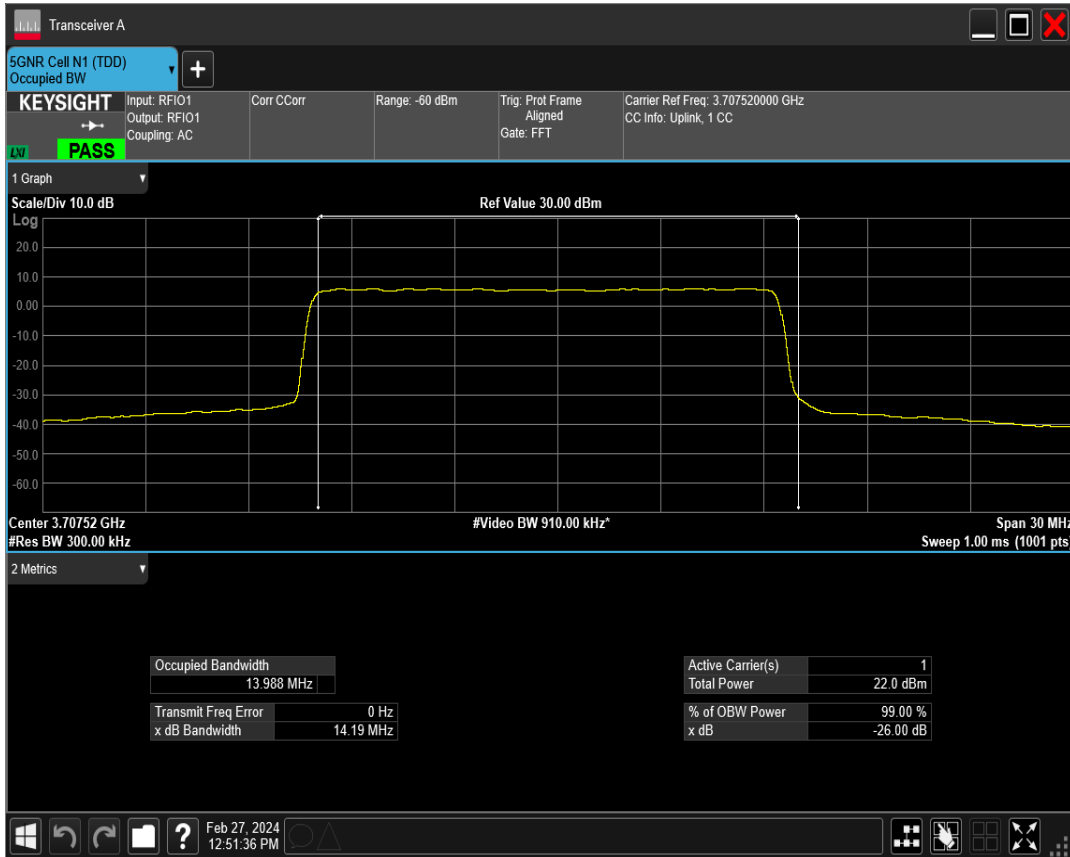 Transceiver A
5GNR Cell N1 (TDD)
Occupied BW
+
KEYSIGHT
LXI
PASS
Input: RFIO1
Output: RFIO1
Coupling: AC
Corr CCorr
Range: -60 dBm
Trig: Prot Frame
Aligned
Gate: FFT
Carrier Ref Freq: 3.707520000 GHz
CC Info: Uplink, 1 CC
1 Graph
Scale/Div 10.0 dB
Ref Value 30.00 dBm
Log
20.0
10.0
0.00
-10.0
-20.0
-30.0
-40.0
-50.0
-60.0
Center 3.70752 GHz
#Video BW 910.00 kHz*
Span 30 MHz
#Res BW 300.00 kHz
Sweep 1.00 ms (1001 pts)
2 Metrics
Occupied Bandwidth
13.988 MHz
Transmit Freq Error 0 Hz
x dB Bandwidth 14.19 MHz
Active Carrier(s) 1
Total Power 22.0 dBm
% of OBW Power 99.00 %
x dB -26.00 dB
?
Feb 27, 2024
12:51:36 PM